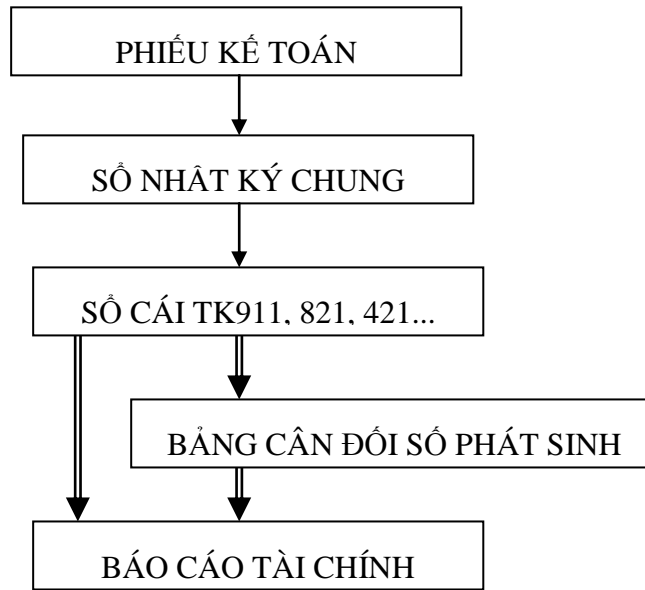 PHIẾU KẾ TOÁN
SỔ NHÂT KÝ CHUNG
SỔ CÁI TK911, 821, 421...
BẢNG CÂN ĐỐI SỐ PHÁT SINH
BÁO CÁO TÀI CHÍNH